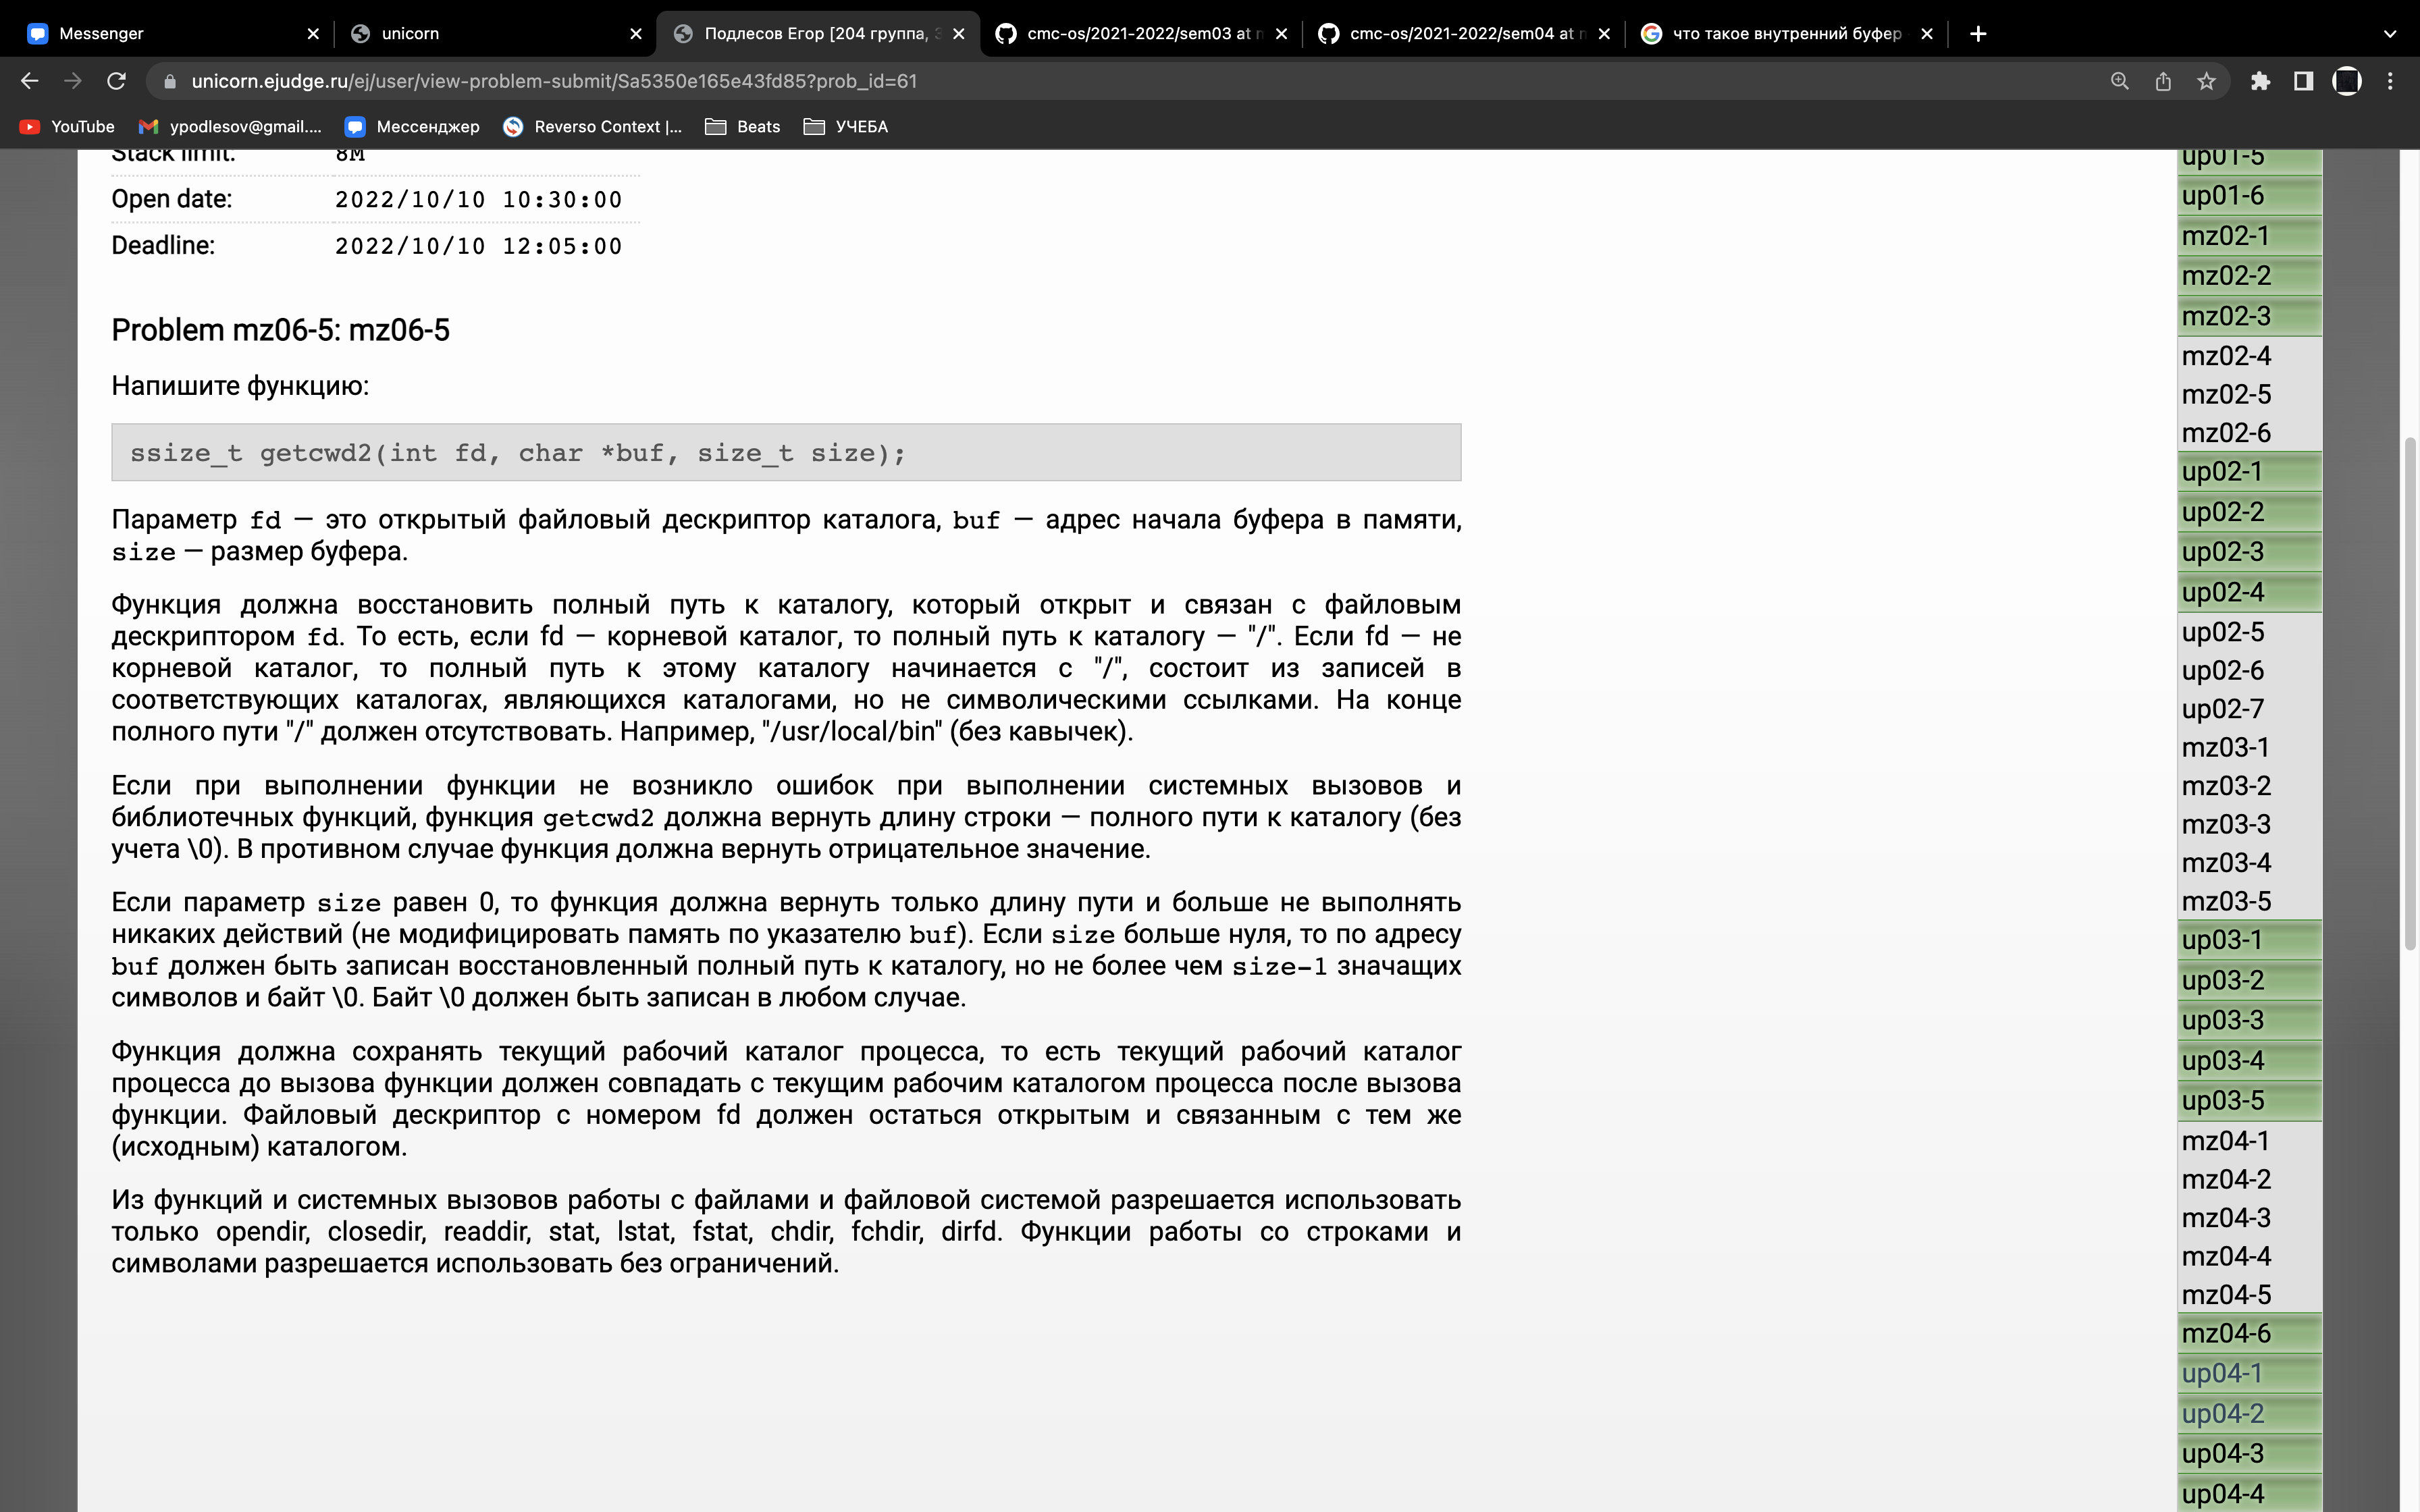 Messenger
unicorn
Подлесов Егор [204 группа, 3
cmc-os/2021-2022/sem03 at m
cmc-os/2021-2022/sem04 at m
что такое внутренний буфер
unicorn.ejudge.ru/ej/user/view-problem-submit/Sa5350e165e43fd85?prob_id=61
YouTube
ypodlesov@gmail....
Мессенджер
Reverso Context |...
Beats
УЧЕБА
Stack limit: 8M
Open date: 2022/10/10 10:30:00
Deadline: 2022/10/10 12:05:00
Problem mz06-5: mz06-5
Напишите функцию:
ssize_t getcwd2(int fd, char *buf, size_t size);
Параметр fd — это открытый файловый дескриптор каталога, buf — адрес начала буфера в памяти,
size — размер буфера.
Функция должна восстановить полный путь к каталогу, который открыт и связан с файловым
дескриптором fd. То есть, если fd — корневой каталог, то полный путь к каталогу — "/". Если fd — не
корневой каталог, то полный путь к этому каталогу начинается с "/", состоит из записей в
соответствующих каталогах, являющихся каталогами, но не символическими ссылками. На конце
полного пути "/" должен отсутствовать. Например, "/usr/local/bin" (без кавычек).
Если при выполнении функции не возникло ошибок при выполнении системных вызовов и
библиотечных функций, функция getcwd2 должна вернуть длину строки — полного пути к каталогу (без
учета \0). В противном случае функция должна вернуть отрицательное значение.
Если параметр size равен 0, то функция должна вернуть только длину пути и больше не выполнять
никаких действий (не модифицировать память по указателю buf). Если size больше нуля, то по адресу
buf должен быть записан восстановленный полный путь к каталогу, но не более чем size-1 значащих
символов и байт \0. Байт \0 должен быть записан в любом случае.
Функция должна сохранять текущий рабочий каталог процесса, то есть текущий рабочий каталог
процесса до вызова функции должен совпадать с текущим рабочим каталогом процесса после вызова
функции. Файловый дескриптор с номером fd должен остаться открытым и связанным с тем же
(исходным) каталогом.
Из функций и системных вызовов работы с файлами и файловой системой разрешается использовать
только opendir, closedir, readdir, stat, lstat, fstat, chdir, fchdir, dirfd. Функции работы со строками и
символами разрешается использовать без ограничений.
up01-5
up01-6
mz02-1
mz02-2
mz02-3
mz02-4
mz02-5
mz02-6
up02-1
up02-2
up02-3
up02-4
up02-5
up02-6
up02-7
mz03-1
mz03-2
mz03-3
mz03-4
mz03-5
up03-1
up03-2
up03-3
up03-4
up03-5
mz04-1
mz04-2
mz04-3
mz04-4
mz04-5
mz04-6
up04-1
up04-2
up04-3
up04-4